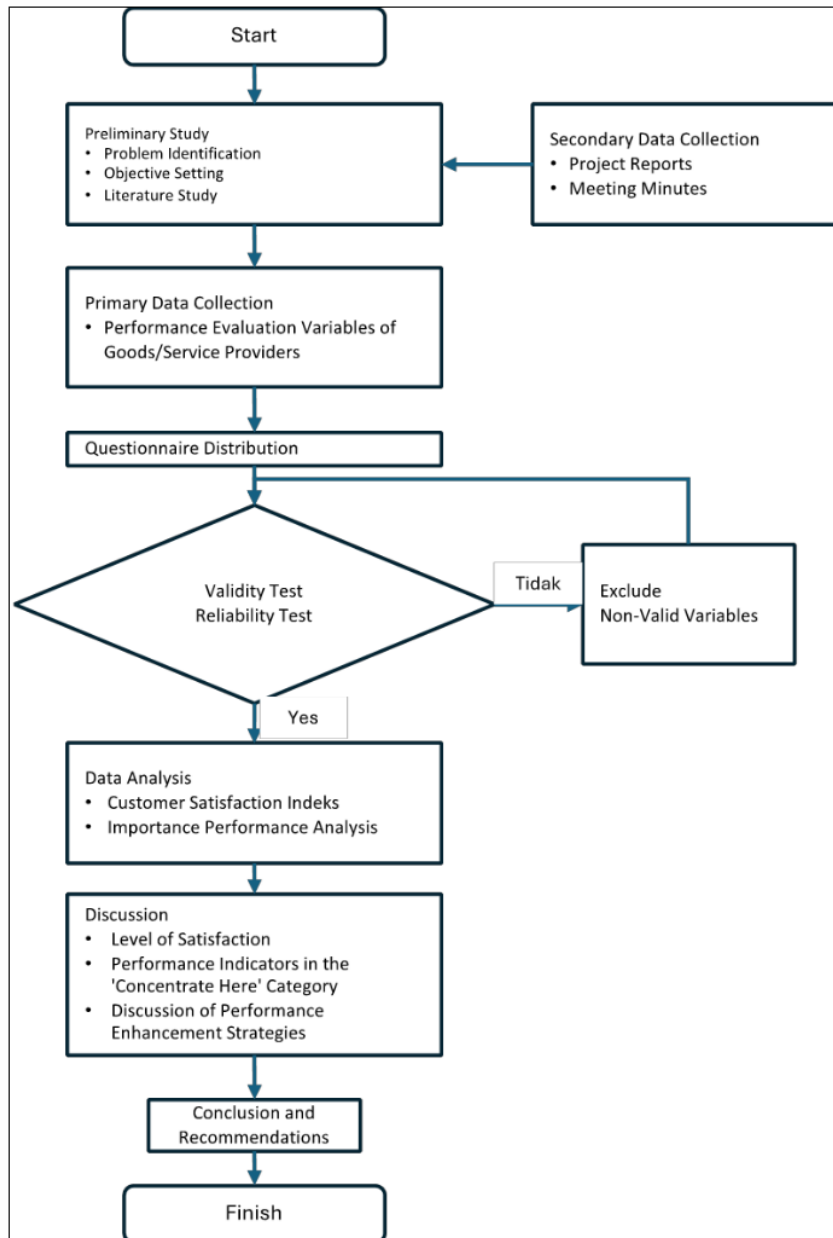 Start
Preliminary Study
• Problem Identification
• Objective Setting
• Literature Study
Secondary Data Collection
• Project Reports
• Meeting Minutes
Primary Data Collection
• Performance Evaluation Variables of
Goods/Service Providers
Questionnaire Distribution
Validity Test
Reliability Test
Tidak
Exclude
Non-Valid Variables
Yes
Data Analysis
• Customer Satisfaction Indeks
• Importance Performance Analysis
Discussion
• Level of Satisfaction
• Performance Indicators in the
'Concentrate Here' Category
• Discussion of Performance
Enhancement Strategies
Conclusion and
Recommendations
Finish